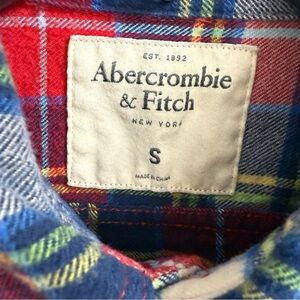 EST. 1892
Abercrombie
& Fitch
NEW YORK
S
MADE IN CHINA